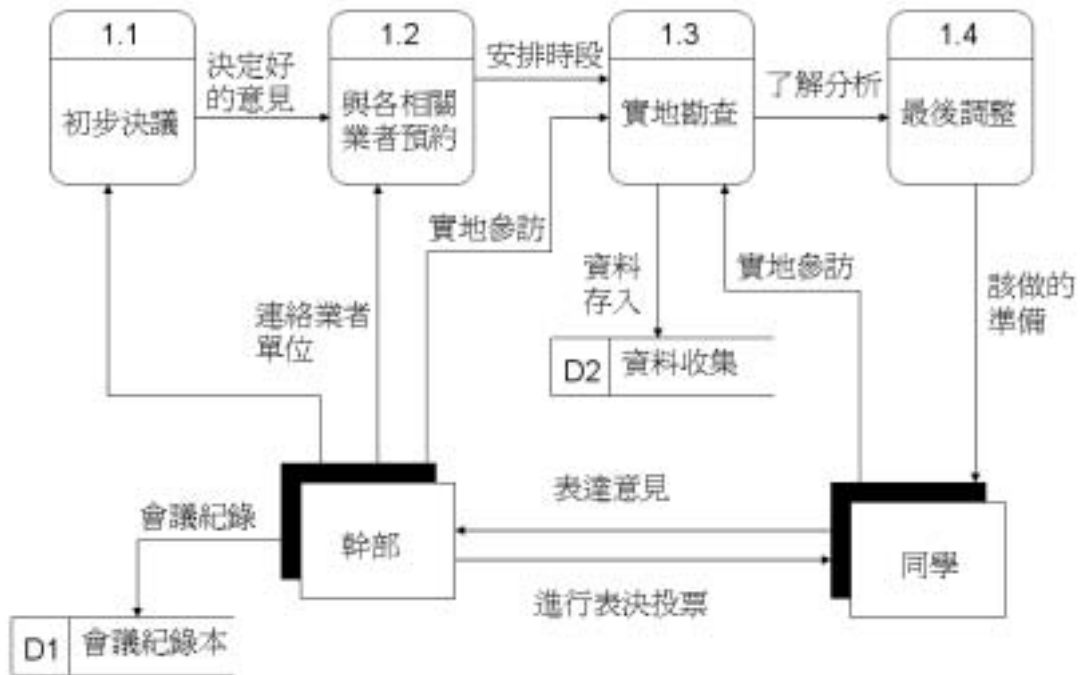 1.1
初步決議
決定好
的意見
1.2
與各相關
業者預約
安排時段
1.3
實地勘查
了解分析
1.4
最後調整
實地參訪
連絡業者
單位
資料
存入
實地參訪
該做的
準備
D2
資料收集
會議紀錄
幹部
表達意見
進行表決投票
同學
D1
會議紀錄本